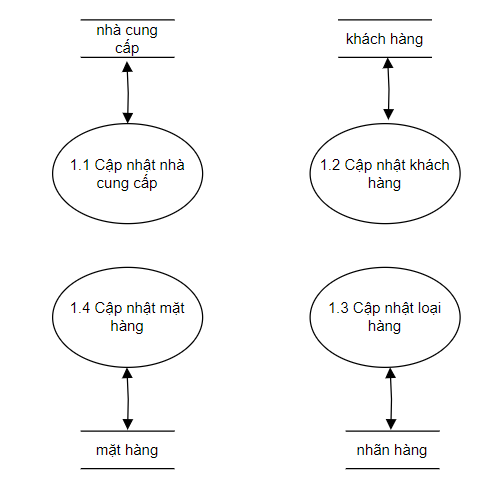 nhà cung
cấp
khách hàng
1.1 Cập nhật nhà
cung cấp
1.2 Cập nhật khách
hàng
1.4 Cập nhật mặt
hàng
1.3 Cập nhật loại
hàng
mặt hàng
nhãn hàng